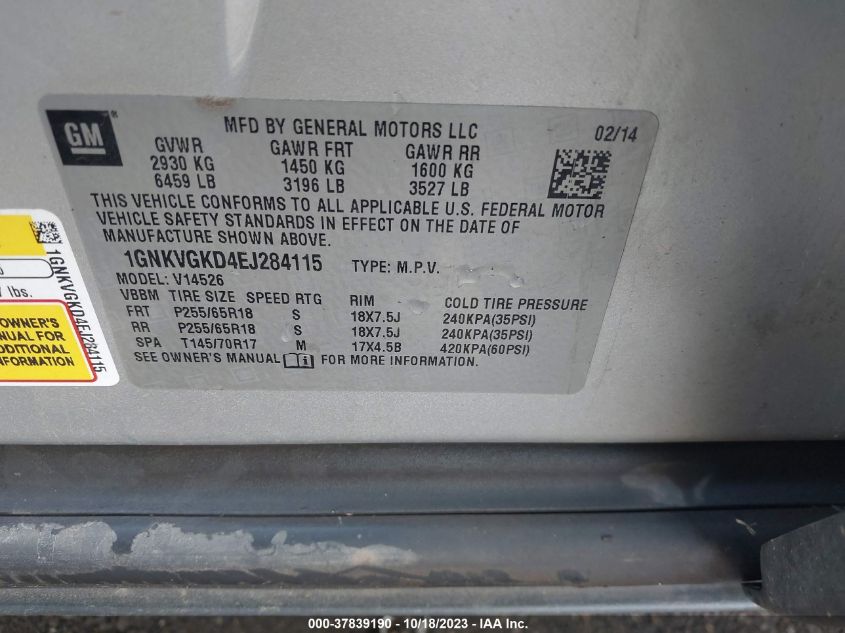 GM ®
MFD BY GENERAL MOTORS LLC 02/14
GVWR GAWR FRT GAWR RR
2930 KG 1450 KG 1600 KG
6459 LB 3196 LB 3527 LB
THIS VEHICLE CONFORMS TO ALL APPLICABLE U.S. FEDERAL MOTOR
VEHICLE SAFETY STANDARDS IN EFFECT ON THE DATE OF
MANUFACTURE SHOWN ABOVE.
1GNKVGKD4EJ284115 TYPE: M.P.V.
MODEL: V14526
VBBM TIRE SIZE SPEED RTG RIM COLD TIRE PRESSURE
FRT P255/65R18 S 18X7.5J 240KPA(35PSI)
RR P255/65R18 S 18X7.5J 240KPA(35PSI)
SPA T145/70R17 M 17X4.5B 420KPA(60PSI)
SEE OWNER'S MANUAL FOR MORE INFORMATION.
lbs.
OWNER'S
FOR
INFORMATION
1GNKVGKD4EJ284115
000-37839190 - 10/18/2023 - IAA Inc.